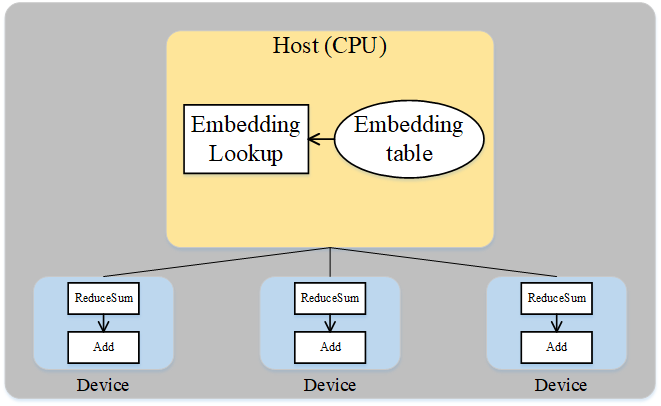 Host (CPU)
Embedding
Lookup
Embedding
table
ReduceSum
Add
Device
ReduceSum
Add
Device
ReduceSum
Add
Device